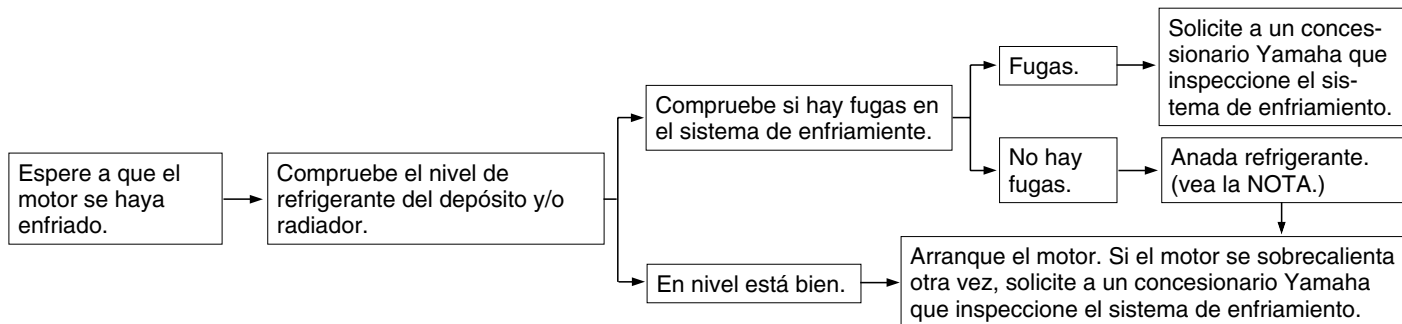 Espere a que el
motor se haya
enfriado.
Compruebe el nivel de
refrigerante del depósito y/o
radiador.
Compruebe si hay fugas en
el sistema de enfriamiente.
Fugas.
Solicite a un conces-
sionario Yamaha que
inspeccione el sis-
tema de enfriamiento.
No hay
fugas.
Anada refrigerante.
(vea la NOTA.)
En nivel está bien.
Arranque el motor. Si el motor se sobrecalienta
otra vez, solicite a un concesionario Yamaha
que inspeccione el sistema de enfriamiento.